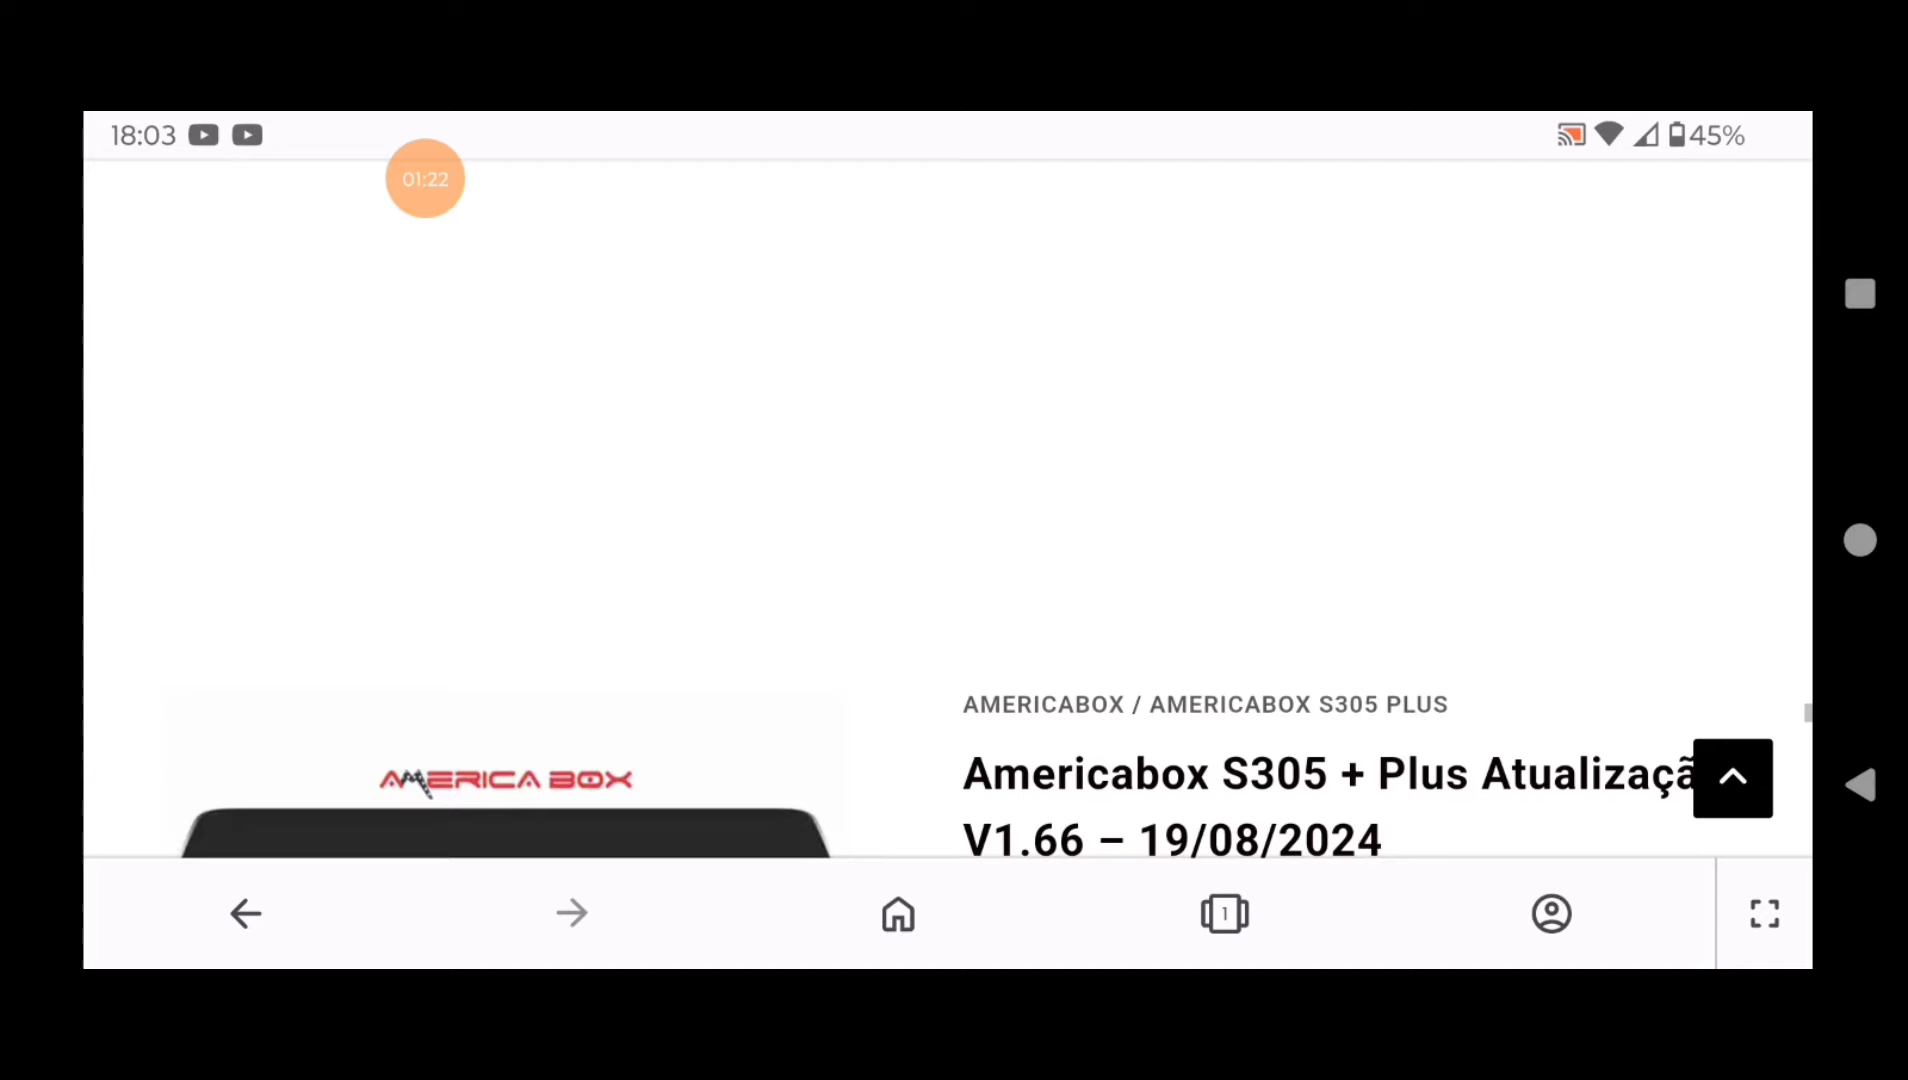 18:03
45%
01:22
AMERICABOX / AMERICABOX S305 PLUS
AMERICA BOX
Americabox S305 + Plus Atualizaçã
V1.66 – 19/08/2024
1